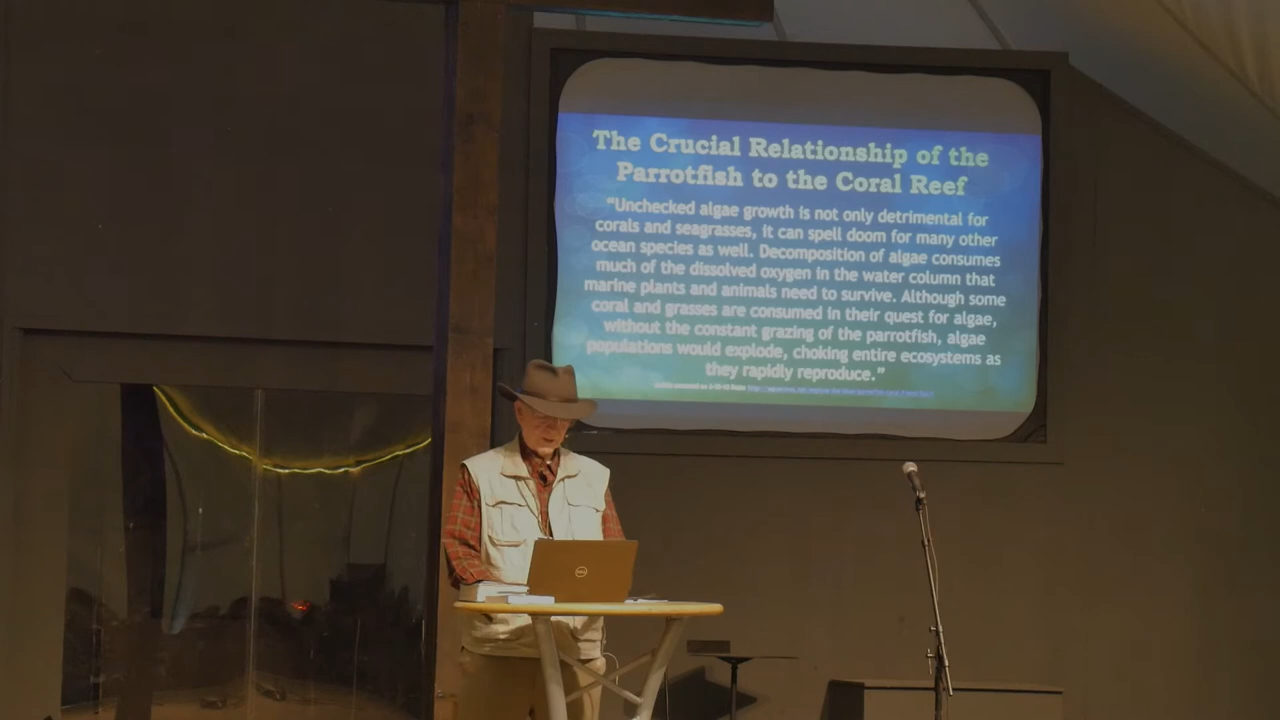 The Crucial Relationship of the
Parrotfish to the Coral Reef
"Unchecked algae growth is not only detrimental for
corals and seagrasses, it can spell doom for many other
ocean species as well. Decomposition of algae consumes
much of the dissolved oxygen in the water column that
marine plants and animals need to survive. Although some
coral and grasses are consumed in their quest for algae,
without the constant grazing of the parrotfish, algae
populations would explode, choking entire ecosystems as
they rapidly reproduce."
DELL